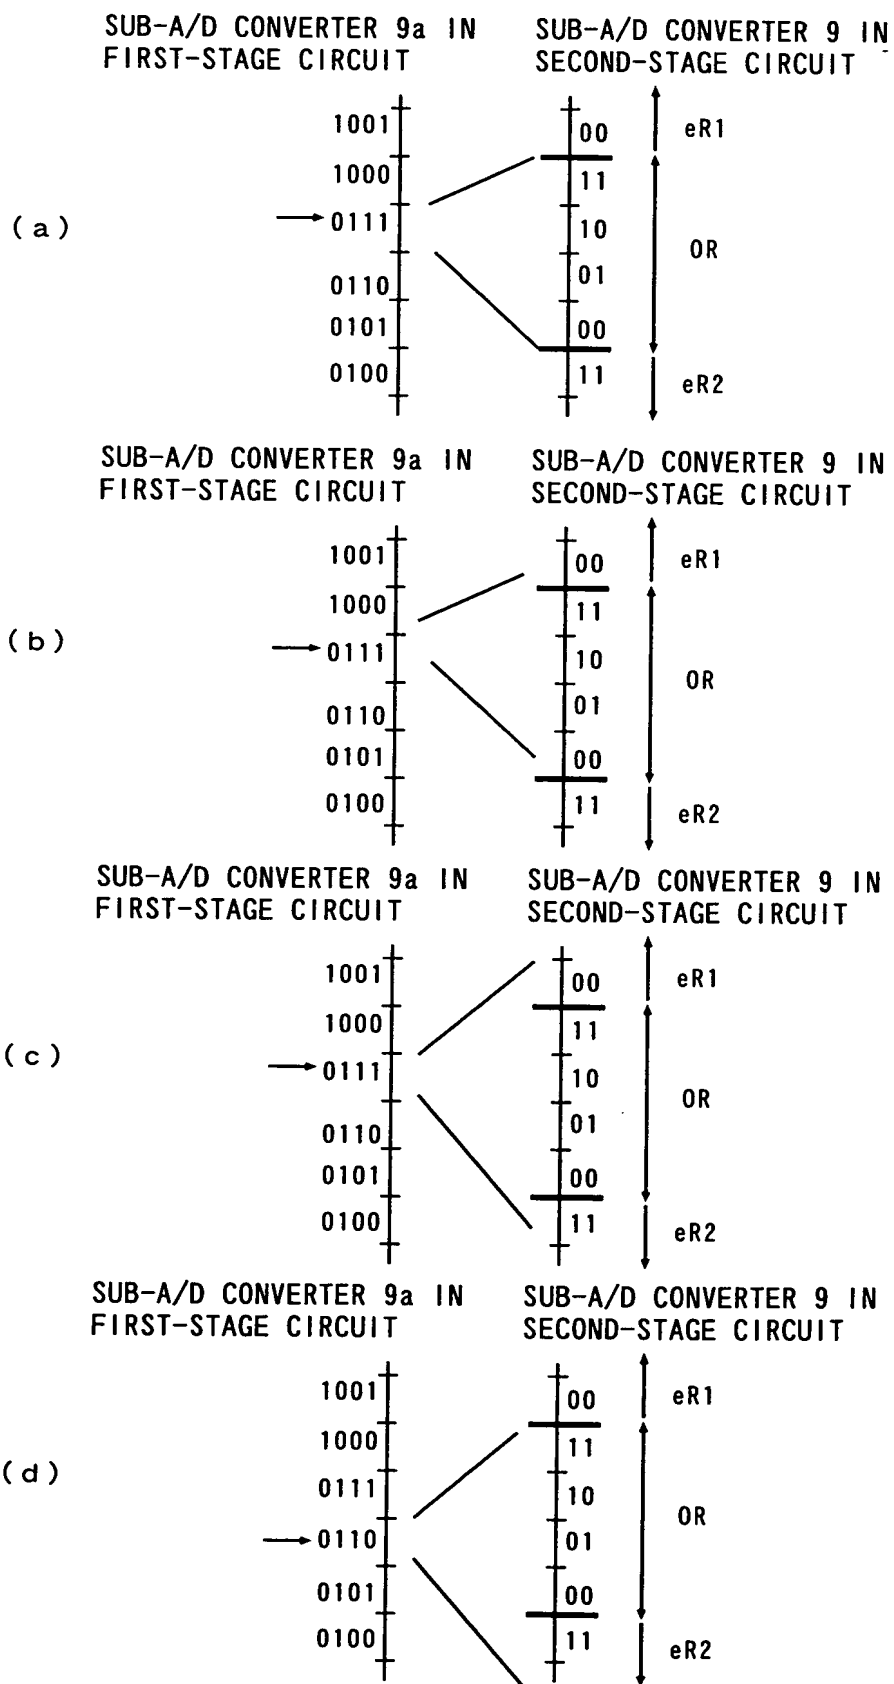 SUB-A/D CONVERTER 9a IN
FIRST-STAGE CIRCUIT
SUB-A/D CONVERTER 9 IN
SECOND-STAGE CIRCUIT
(a)
1001
1000
0111
0110
0101
0100
00
11
10
01
00
11
eR1
OR
eR2
SUB-A/D CONVERTER 9a IN
FIRST-STAGE CIRCUIT
SUB-A/D CONVERTER 9 IN
SECOND-STAGE CIRCUIT
(b)
1001
1000
0111
0110
0101
0100
00
11
10
01
00
11
eR1
OR
eR2
SUB-A/D CONVERTER 9a IN
FIRST-STAGE CIRCUIT
SUB-A/D CONVERTER 9 IN
SECOND-STAGE CIRCUIT
(c)
1001
1000
0111
0110
0101
0100
00
11
10
01
00
11
eR1
OR
eR2
SUB-A/D CONVERTER 9a IN
FIRST-STAGE CIRCUIT
SUB-A/D CONVERTER 9 IN
SECOND-STAGE CIRCUIT
(d)
1001
1000
0111
0110
0101
0100
00
11
10
01
00
11
eR1
OR
eR2